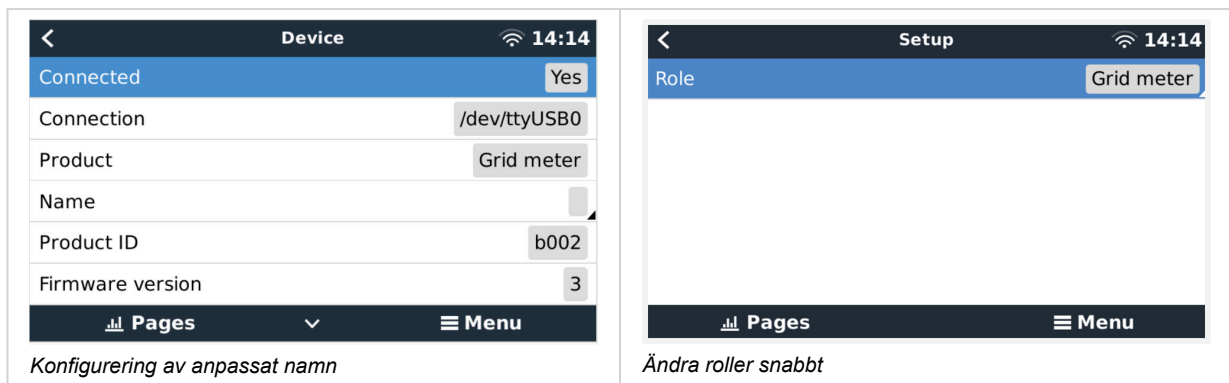 Device 14:14
Connected Yes
Connection /dev/ttyUSB0
Product Grid meter
Name
Product ID b002
Firmware version 3
Pages Menu
Konfigurering av anpassat namn
Setup 14:14
Role Grid meter
Pages Menu
Ändra roller snabbt